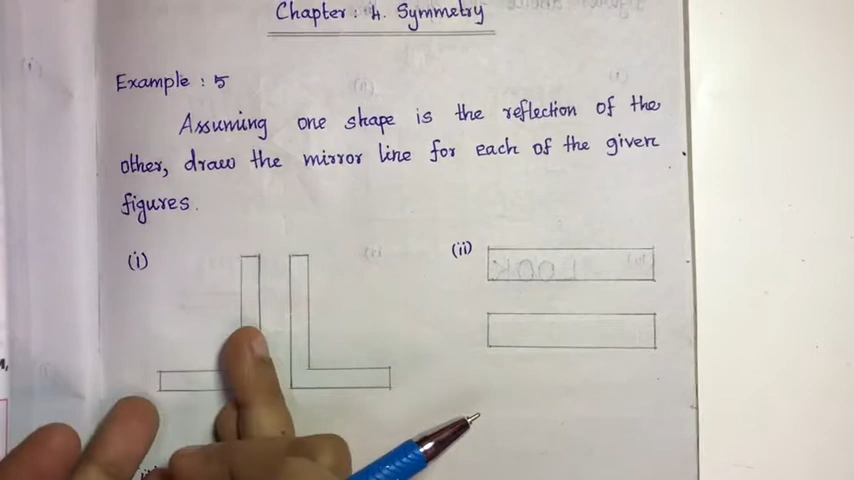 Chapter: 4. Symmetry
Example: 5
Assuming one shape is the reflection of the
other, draw the mirror line for each of the given
figures.
(i) (ii)